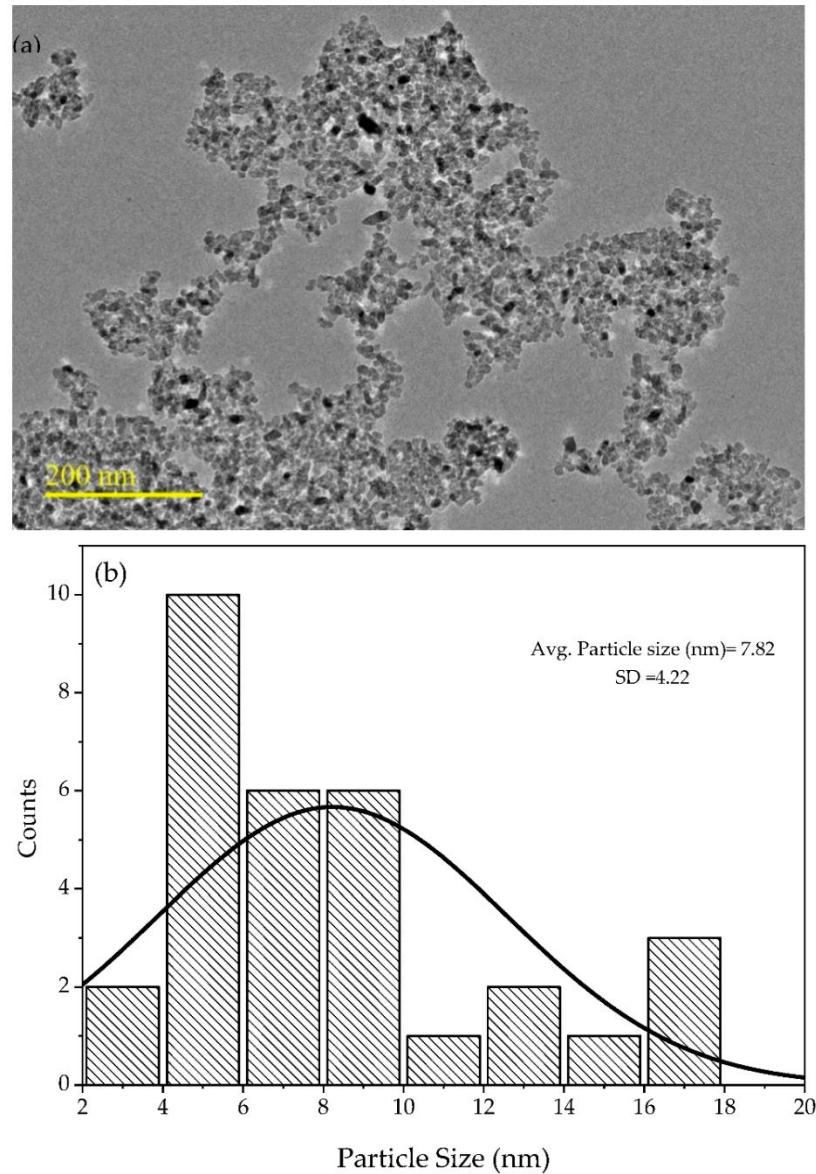 (a)
200 nm
(b)
Avg. Particle size (nm)= 7.82
SD =4.22
Counts
10
8
6
4
2
0
2 4 6 8 10 12 14 16 18 20
Particle Size (nm)